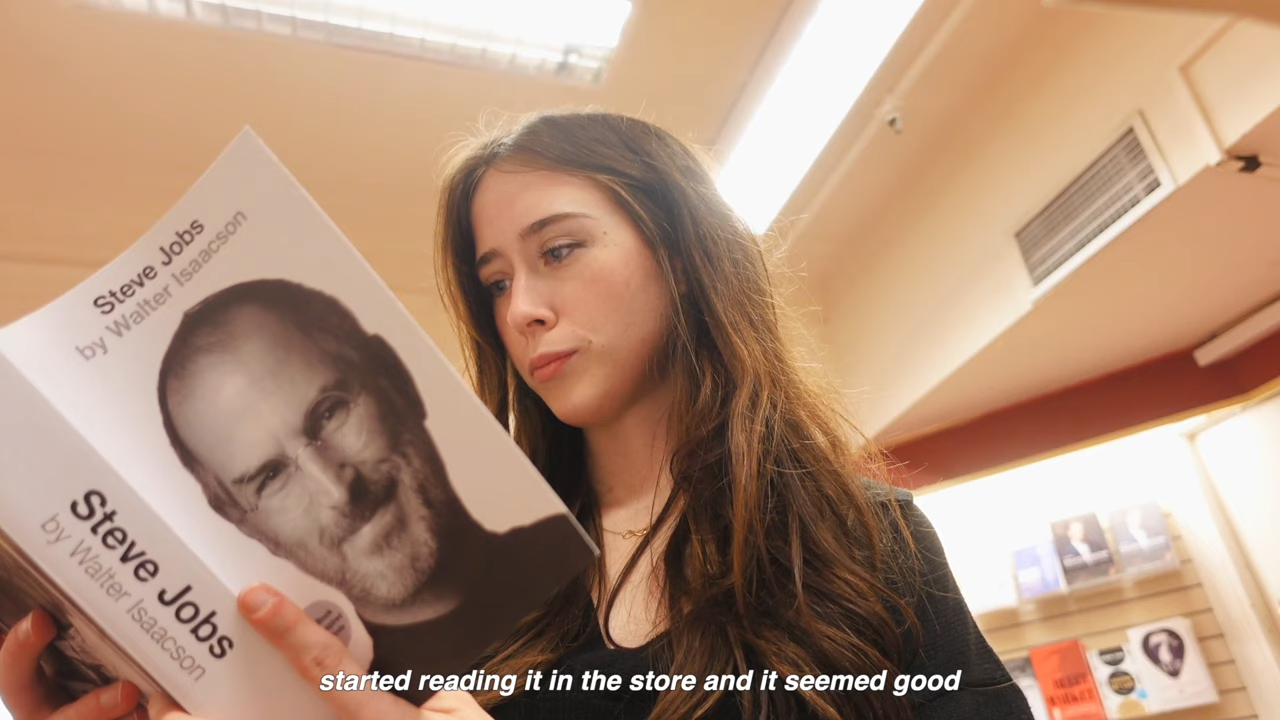 Steve Jobs
by Walter Isaacson
Steve Jobs
by Walter Isaacson
started reading it in the store and it seemed good